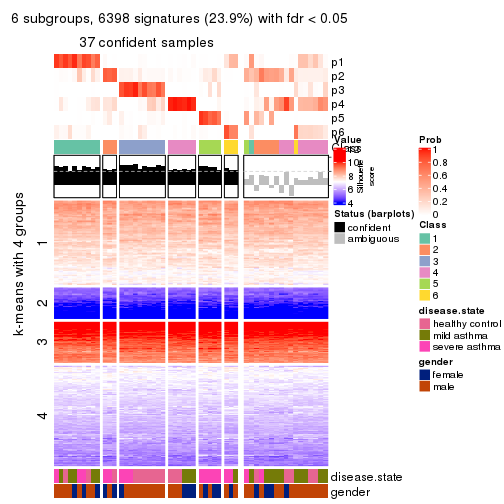 6 subgroups, 6398 signatures (23.9%) with fdr < 0.05
37 confident samples
p1
p2
p3
p4
p5
p6
Class
k-means with 4 groups
1
2
3
4
Silhouette
score
disease.state
gender
Value
10
8
6
4
Status (barplots)
confident
ambiguous
Prob
1
0.8
0.6
0.4
0.2
0
Class
1
2
3
4
5
6
disease.state
healthy control
mild asthma
severe asthma
gender
female
male